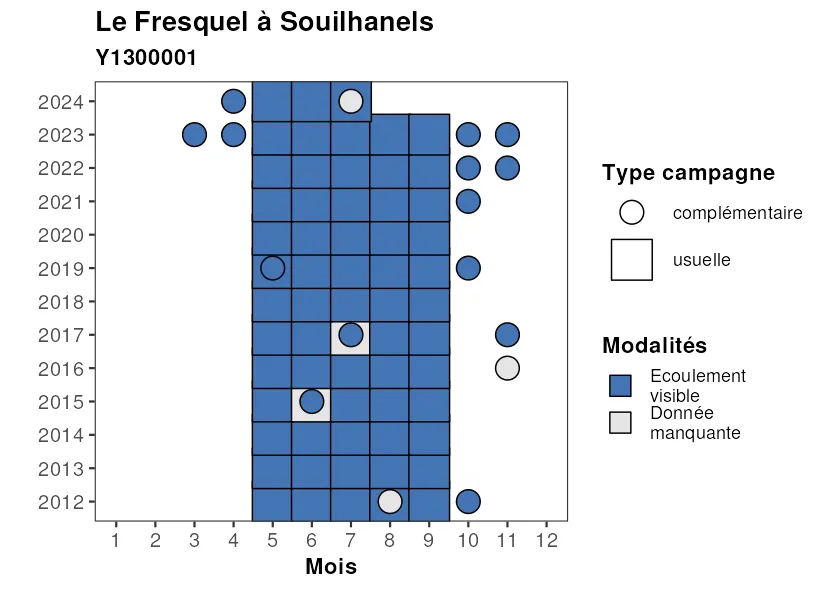 Le Fresquel à Souilhanels
Y1300001
2024
2023
2022
2021
2020
2019
2018
2017
2016
2015
2014
2013
2012
1 2 3 4 5 6 7 8 9 10 11 12
Mois
Type campagne
complémentaire
usuelle
Modalités
Ecoulement
visible
Donnée
manquante